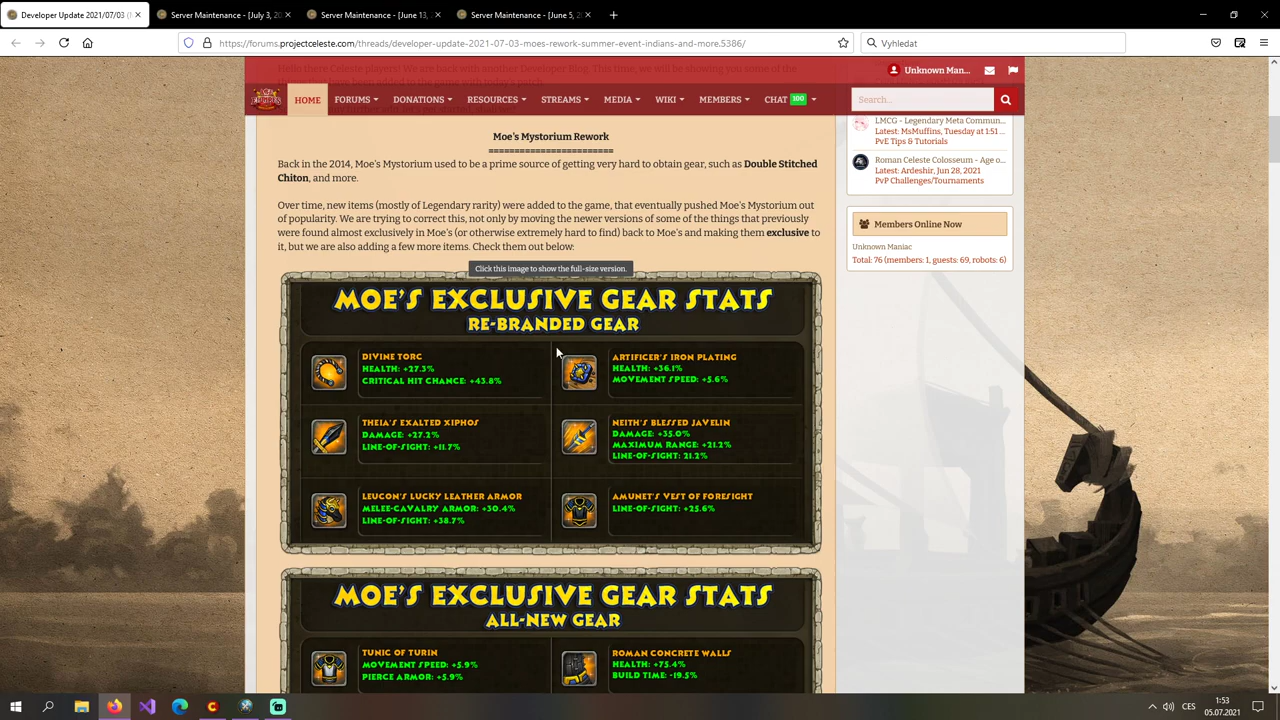 Developer Update 2021/07/03 (
Server Maintenance - [July 3, 20
Server Maintenance - [June 13,
Server Maintenance - [June 5, 20
https://forums.projectceleste.com/threads/developer-update-2021-07-03-moes-rework-summer-event-indians-and-more.5386/
Vyhledat
Unknown Man...
HOME
FORUMS
DONATIONS
RESOURCES
STREAMS
MEDIA
WIKI
MEMBERS
CHAT 100
Search...
Moe's Mystorium Rework
========================
Back in the 2014, Moe's Mystorium used to be a prime source of getting very hard to obtain gear, such as Double Stitched
Chiton, and more.
Over time, new items (mostly of Legendary rarity) were added to the game, that eventually pushed Moe's Mystorium out
of popularity. We are trying to correct this, not only by moving the newer versions of some of the things that previously
were found almost exclusively in Moe's (or otherwise extremely hard to find) back to Moe's and making them exclusive to
it, but we are also adding a few more items. Check them out below:
Click this image to show the full-size version.
MOE'S EXCLUSIVE GEAR STATS
RE-BRANDED GEAR
DIVINE TORC
HEALTH: +27.3%
CRITICAL HIT CHANCE: +43.8%
ARTIFICER'S IRON PLATING
HEALTH: +36.1%
MOVEMENT SPEED: +5.6%
THEIA'S EXALTED XIPHOS
DAMAGE: +27.2%
LINE-OF-SIGHT: +11.7%
NEITH'S BLESSED JAVELIN
DAMAGE: +35.0%
MAXIMUM RANGE: +21.2%
LINE-OF-SIGHT: 21.2%
LEUCON'S LUCKY LEATHER ARMOR
MELEE-CAVALRY ARMOR: +30.4%
LINE-OF-SIGHT: +38.7%
AMUNET'S VEST OF FORESIGHT
LINE-OF-SIGHT: +25.6%
MOE'S EXCLUSIVE GEAR STATS
ALL-NEW GEAR
TUNIC OF TURIN
MOVEMENT SPEED: +5.9%
PIERCE ARMOR: +5.9%
ROMAN CONCRETE WALLS
HEALTH: +75.4%
BUILD TIME: -19.5%
LMCG - Legendary Meta Commun...
Latest: MsMuffins, Tuesday at 1:51 ...
PvE Tips & Tutorials
Roman Celeste Colosseum - Age o...
Latest: Ardeshir, Jun 28, 2021
PvP Challenges/Tournaments
Members Online Now
Unknown Maniac
Total: 76 (members: 1, guests: 69, robots: 6)
CES
1:53
05.07.2021